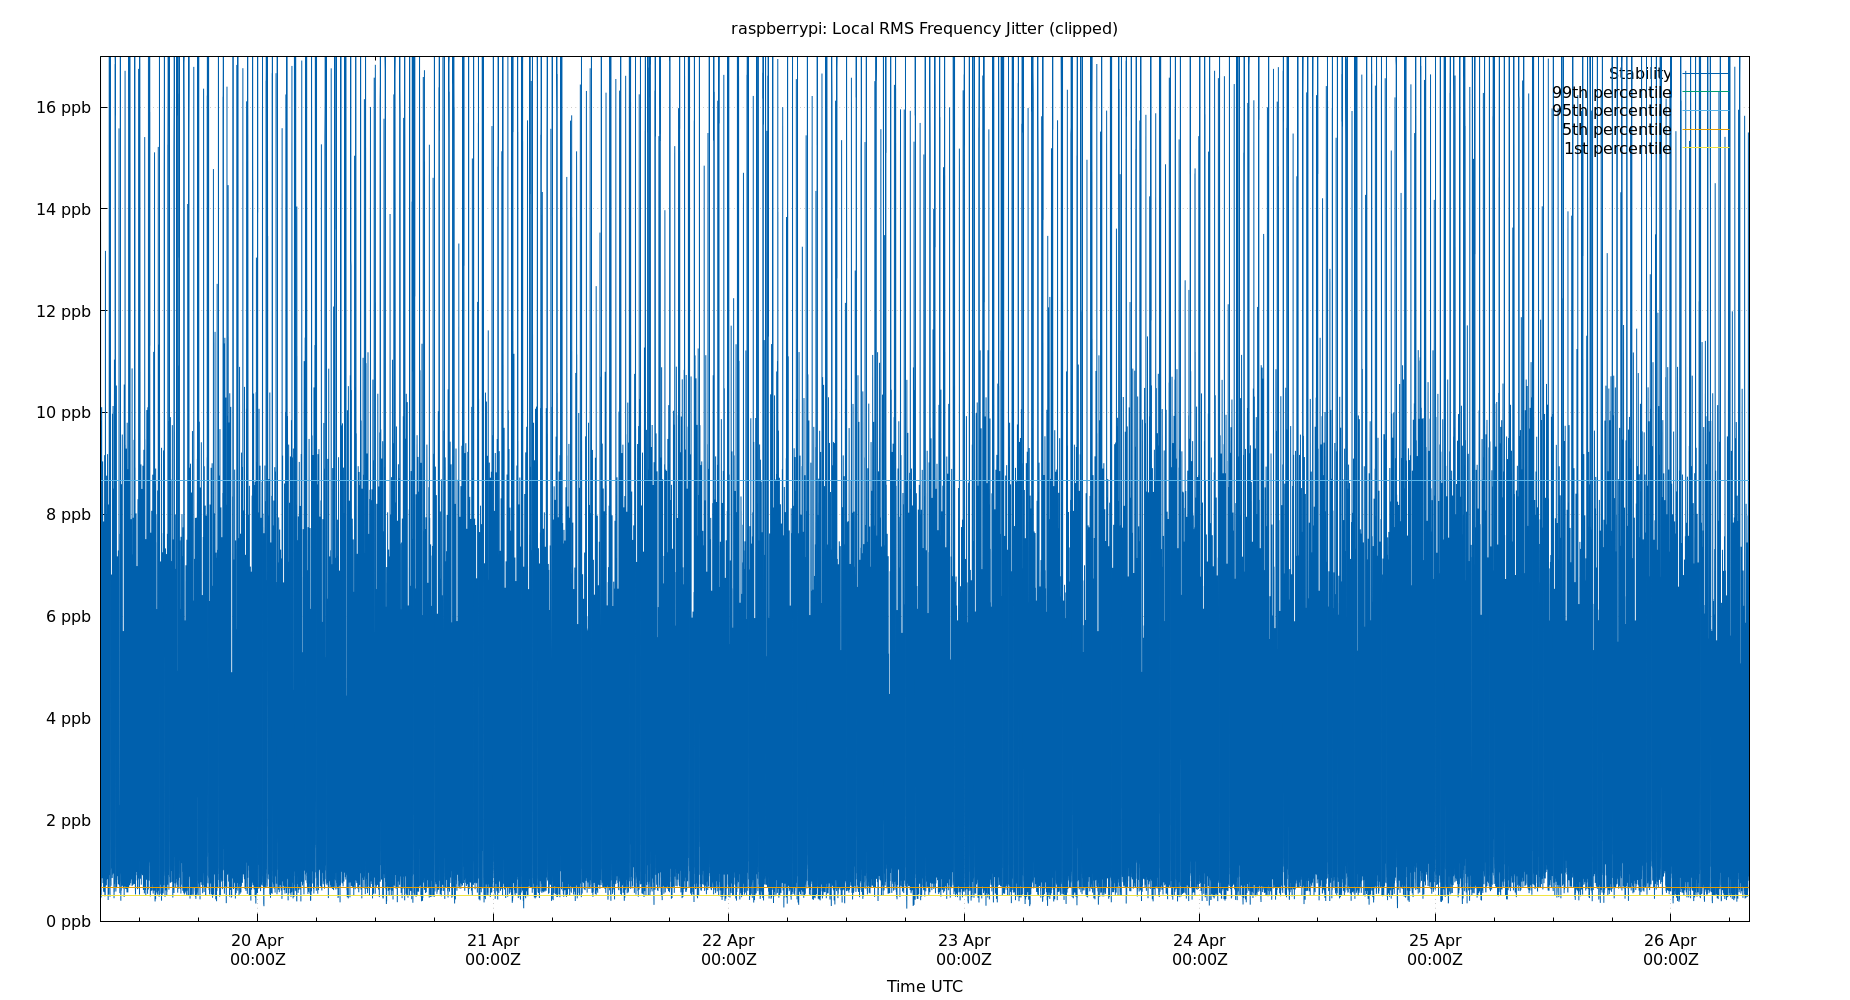 raspberrypi: Local RMS Frequency Jitter (clipped)
Stability
99th percentile
95th percentile
5th percentile
1st percentile
16 ppb
14 ppb
12 ppb
10 ppb
8 ppb
6 ppb
4 ppb
2 ppb
0 ppb
20 Apr 21 Apr 22 Apr 23 Apr 24 Apr 25 Apr 26 Apr
00:00Z 00:00Z 00:00Z 00:00Z 00:00Z 00:00Z 00:00Z
Time UTC